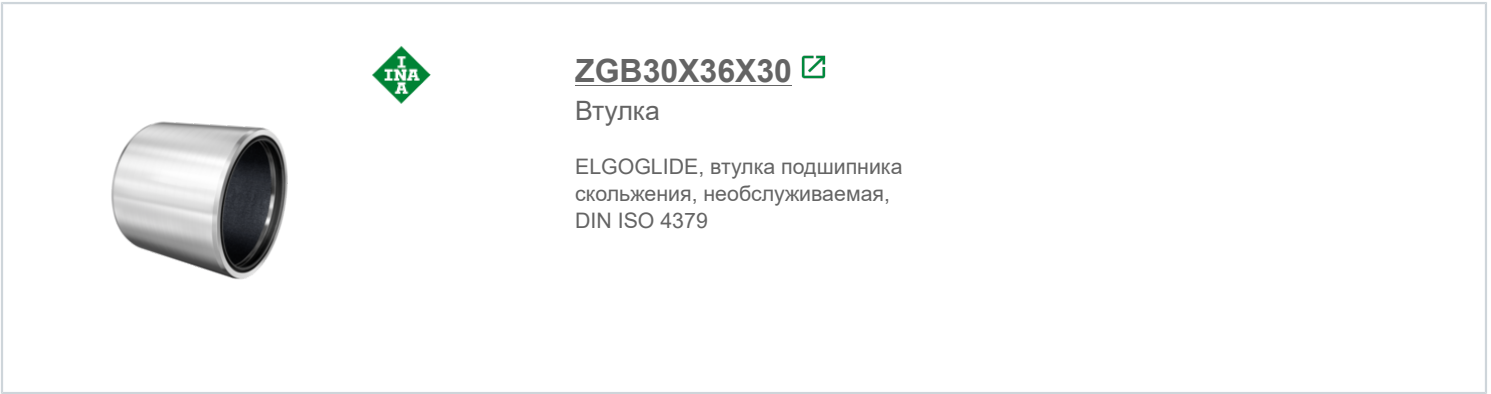 INA
ZGB30X36X30
Втулка
ELGOGLIDE, втулка подшипника
скольжения, необслуживаемая,
DIN ISO 4379